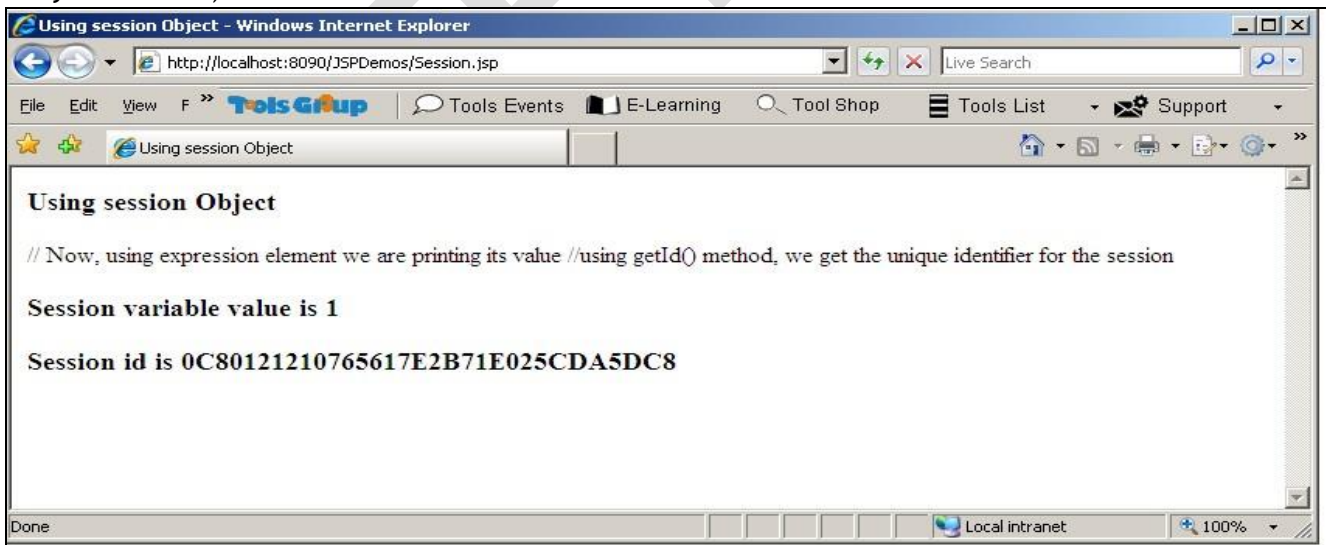 Using session Object - Windows Internet Explorer
http://localhost:8090/JSPDemos/Session.jsp
Live Search
File Edit View F » Tools Group Tools Events E-Learning Tool Shop Tools List Support
Using session Object »
Using session Object
// Now, using expression element we are printing its value //using getId() method, we get the unique identifier for the session
Session variable value is 1
Session id is 0C80121210765617E2B71E025CDA5DC8
Done Local intranet 100%